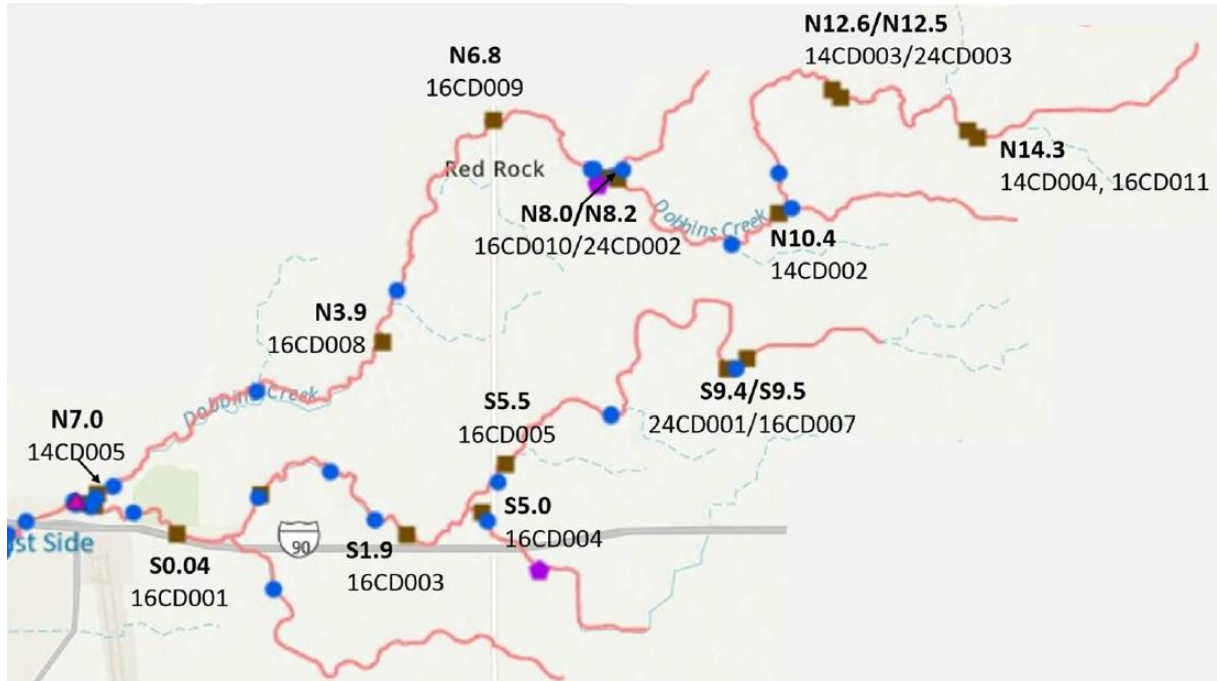 N12.6/N12.5
14CD003/24CD003
N6.8
16CD009
Red Rock
N14.3
14CD004, 16CD011
N8.0/N8.2
16CD010/24CD002
Dobbins Creek
N10.4
14CD002
N3.9
16CD008
Dobbins Creek
S9.4/S9.5
24CD001/16CD007
S5.5
16CD005
N7.0
14CD005
S5.0
16CD004
st Side
90
S0.04
16CD001
S1.9
16CD003